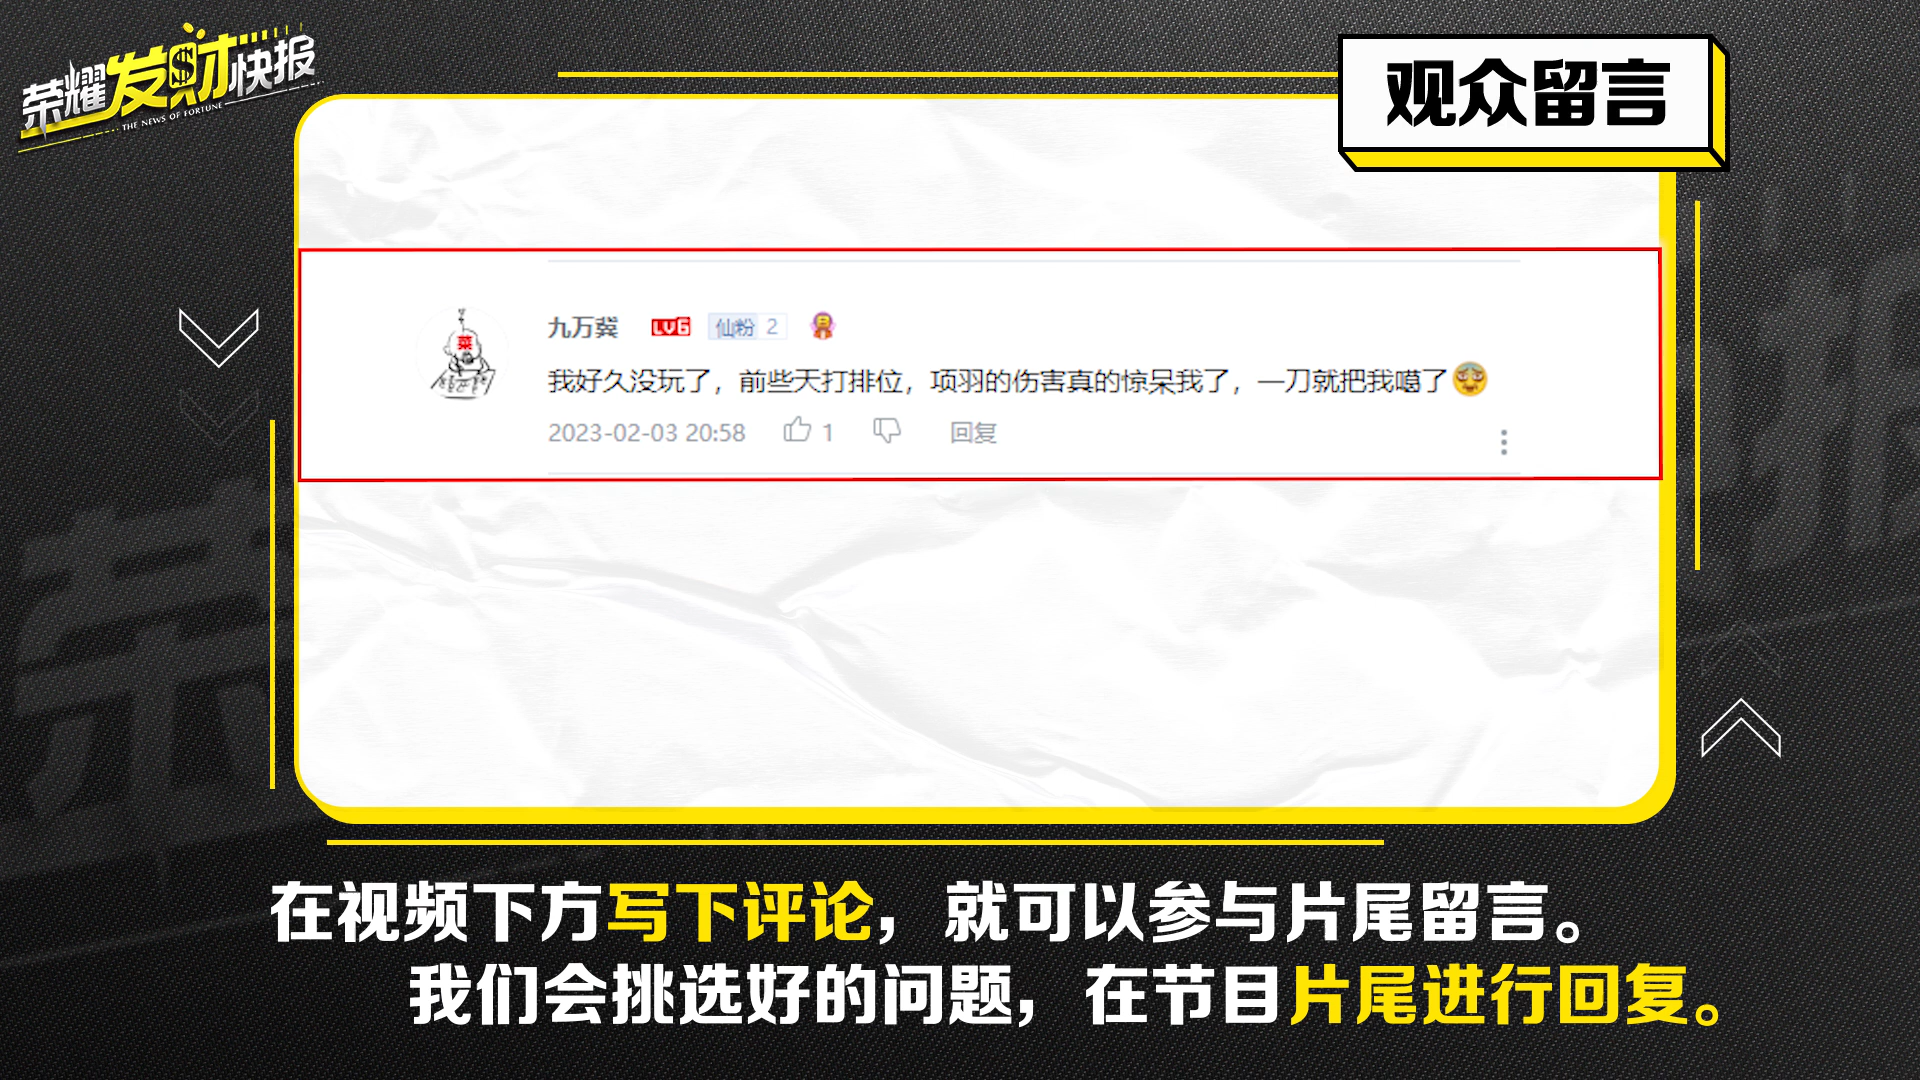 荣耀发财快报
THE NEWS OF FORTUNE
观众留言
九万龚 LV6 仙粉 2
菜
我好久没玩了，前些天打排位，项羽的伤害真的惊呆我了，一刀就把我噶了
2023-02-03 20:58 1 回复
在视频下方写下评论，就可以参与片尾留言。
我们会挑选好的问题，在节目片尾进行回复。